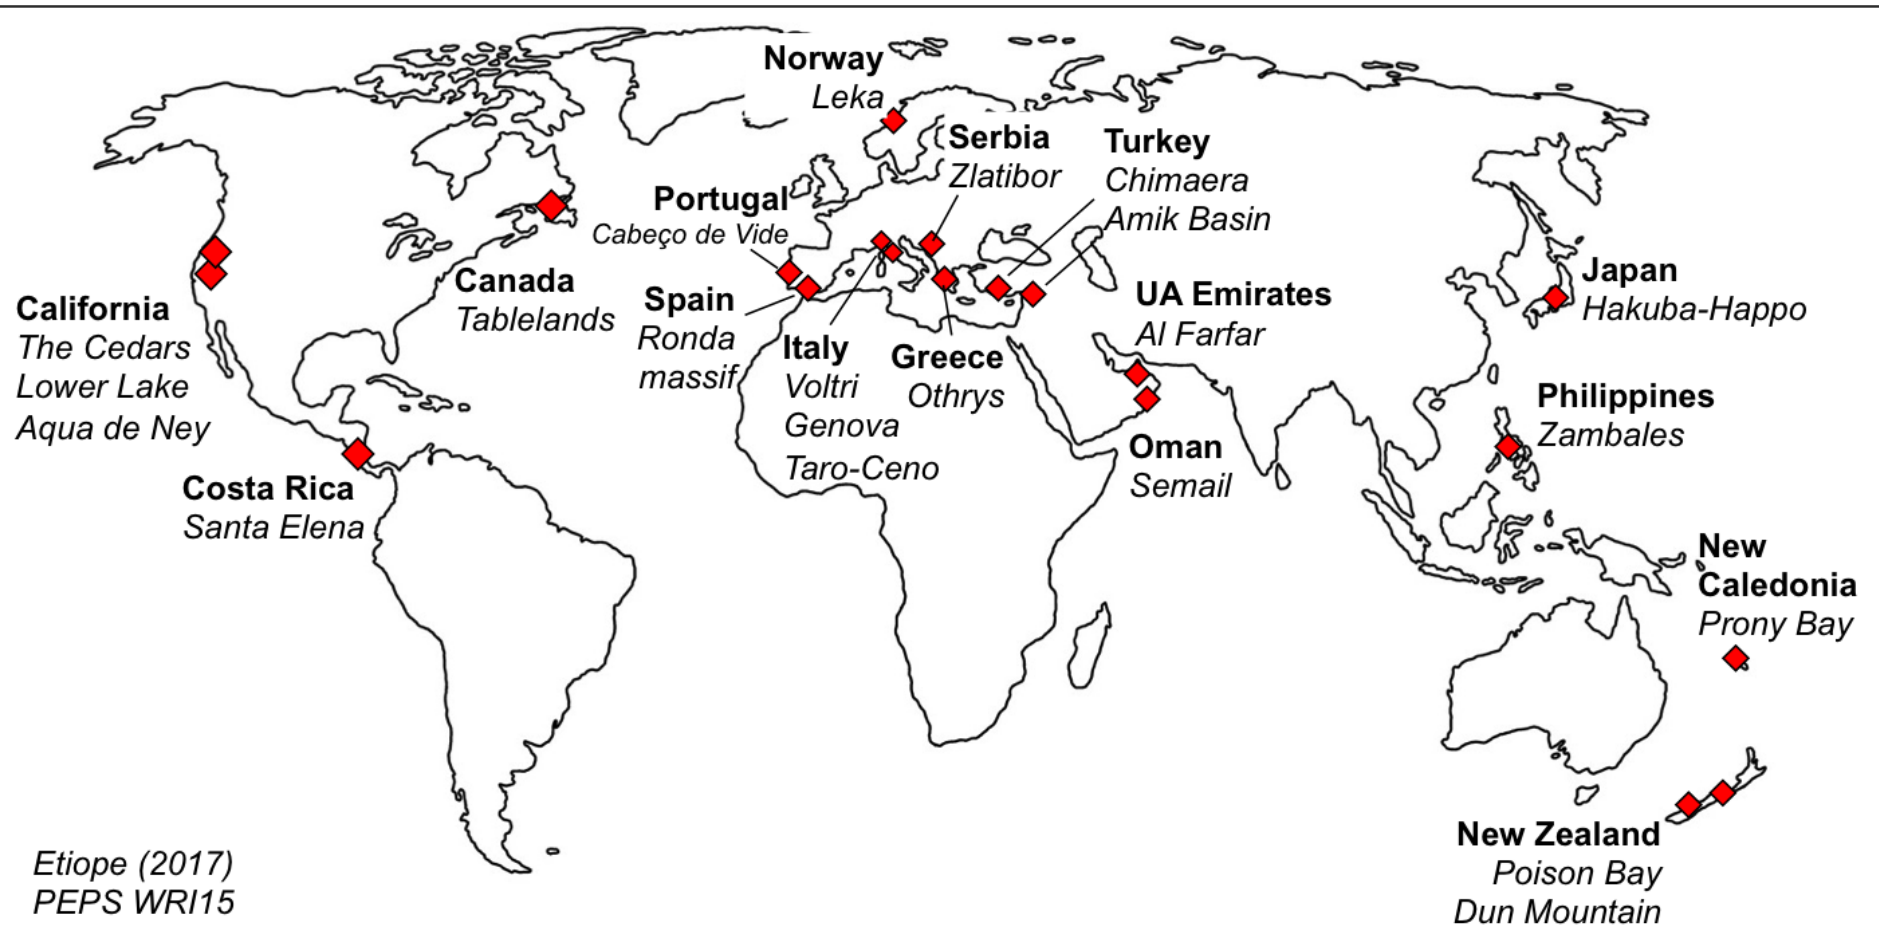 Norway
Leka
Serbia
Zlatibor
Turkey
Chimaera
Amik Basin
Portugal
Cabeço de Vide
Canada
Tablelands
Spain
Ronda
massif
California
The Cedars
Lower Lake
Aqua de Ney
Italy
Voltri
Genova
Taro-Ceno
Greece
Othrys
UA Emirates
Al Farfar
Oman
Semail
Japan
Hakuba-Happo
Philippines
Zambales
Costa Rica
Santa Elena
New
Caledonia
Prony Bay
New Zealand
Poison Bay
Dun Mountain
Etiope (2017)
PEPS WRI15